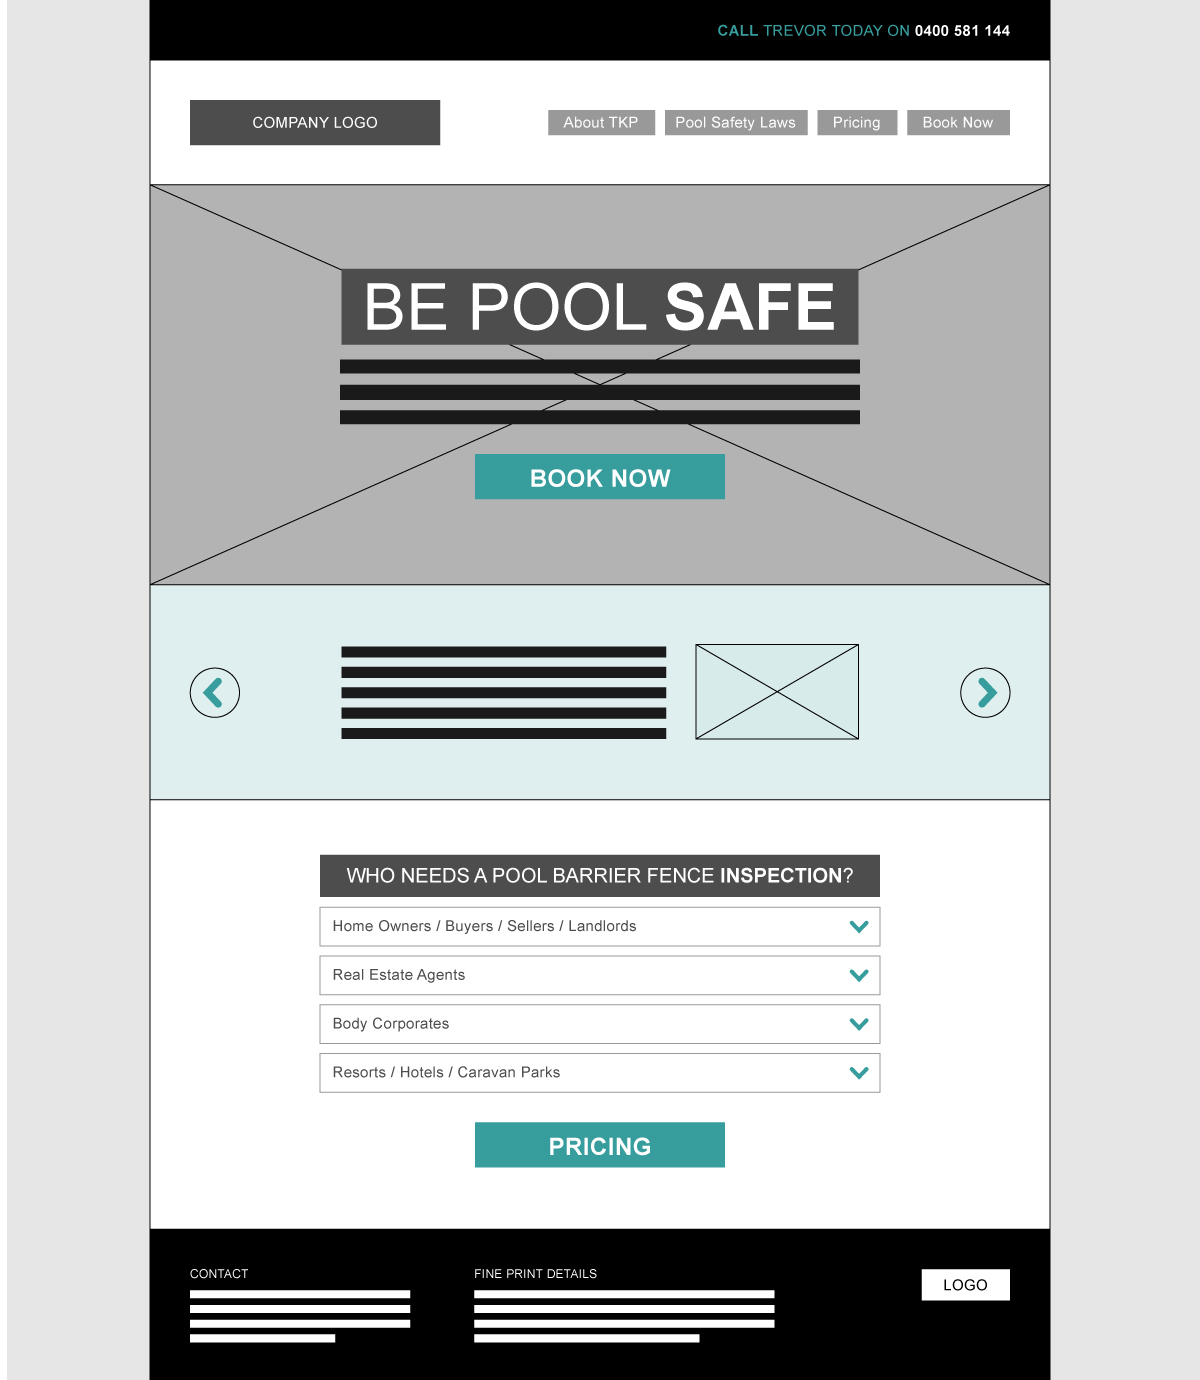 CALL TREVOR TODAY ON 0400 581 144
COMPANY LOGO
About TKP
Pool Safety Laws
Pricing
Book Now
BE POOL SAFE
BOOK NOW
WHO NEEDS A POOL BARRIER FENCE INSPECTION?
Home Owners / Buyers / Sellers / Landlords
Real Estate Agents
Body Corporates
Resorts / Hotels / Caravan Parks
PRICING
CONTACT
FINE PRINT DETAILS
LOGO